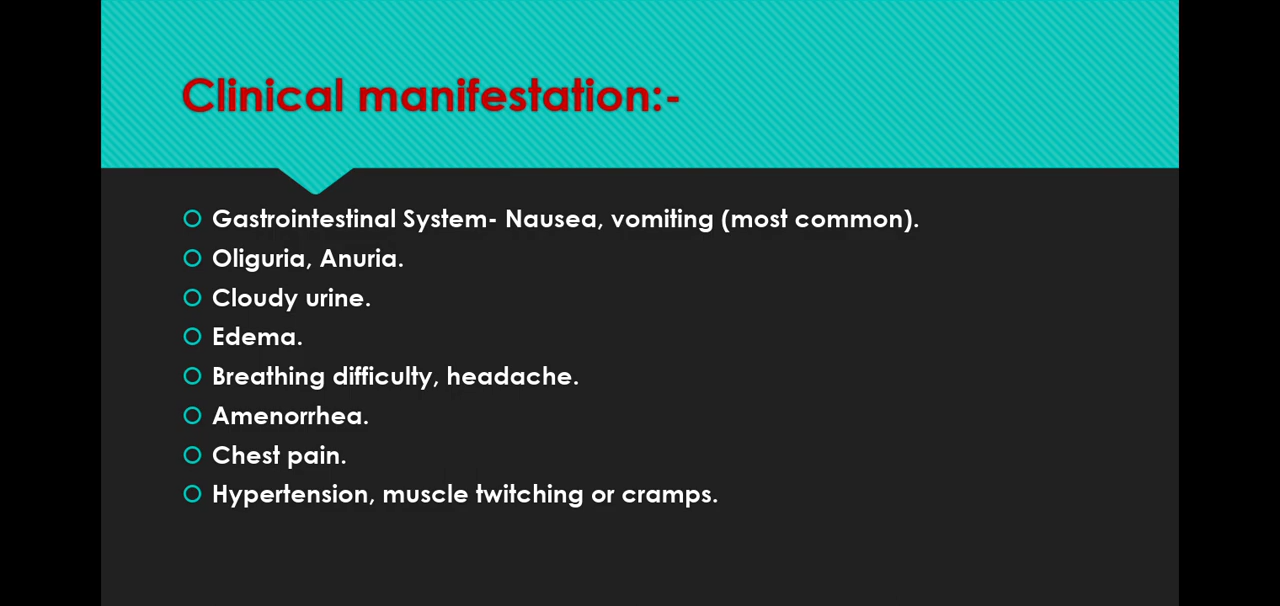 Clinical manifestation:-
Gastrointestinal System- Nausea, vomiting (most common).
Oliguria, Anuria.
Cloudy urine.
Edema.
Breathing difficulty, headache.
Amenorrhea.
Chest pain.
Hypertension, muscle twitching or cramps.